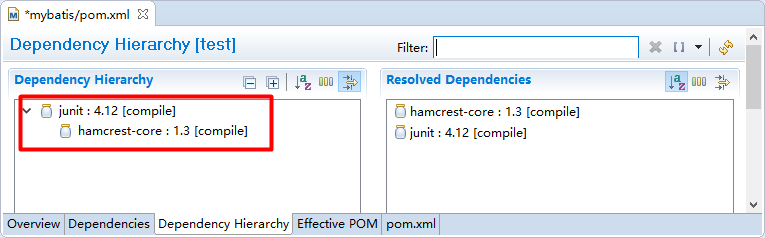 *mybatis/pom.xml
Dependency Hierarchy [test]
Filter:
Dependency Hierarchy
junit : 4.12 [compile]
hamcrest-core : 1.3 [compile]
Resolved Dependencies
hamcrest-core : 1.3 [compile]
junit : 4.12 [compile]
Overview Dependencies Dependency Hierarchy Effective POM pom.xml